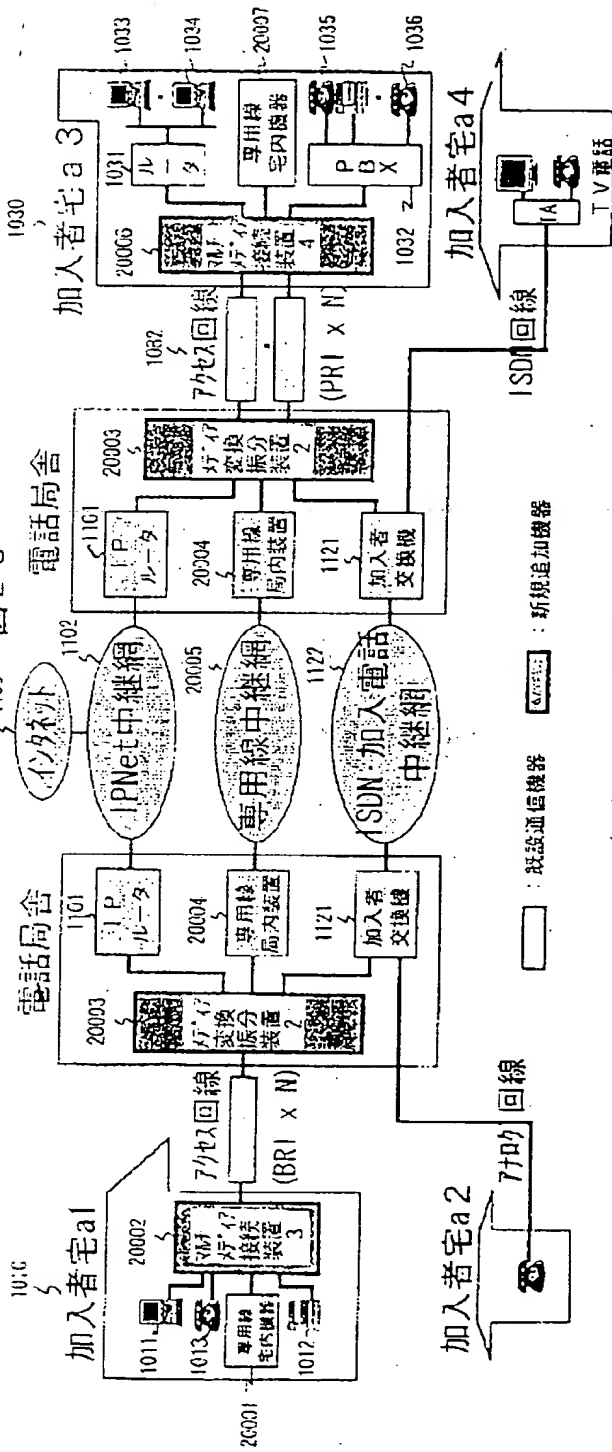 1010
加入者宅a1
1011
1013
20001
専用線
宅内機器
1012
20002
マルチ
メディア
接続
装置
3
アクセス回線
(BRI x N)
電話局舎
20003
メディア
変換
振分
装置
2
1101
IP
ルータ
20004
専用線
局内装置
1121
加入者
交換機
インタネット
1102
IPNet中継網
20005
専用線中継網
1122
ISDN・加入電話
中継網
電話局舎
1101
IP
ルータ
20004
専用線
局内装置
1121
加入者
交換機
20003
メディア
変換
振分
装置
2
1082
アクセス回線
(PRI x N)
1030
加入者宅a3
20006
マルチ
メディア
接続
装置
4
1031
ルータ
1033
1034
専用線
宅内機器
20007
PBX
1032
1035
1036
加入者宅a2
アナログ回線
ISDN回線
加入者宅a4
TA
TV電話
:既設通信機器
:新規追加機器